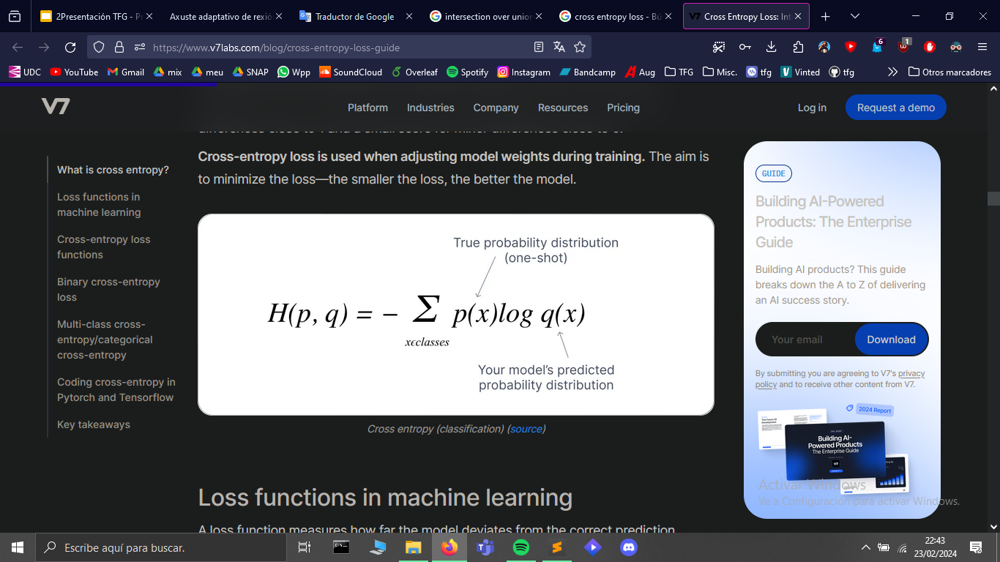 2Presentación TFG - Pr
Axuste adaptativo de rexió
Traductor de Google
intersection over union
cross entropy loss - Bú
Cross Entropy Loss: Int
https://www.v7labs.com/blog/cross-entropy-loss-guide
6
1
UDC
YouTube
Gmail
mix
meu
SNAP
Wpp
SoundCloud
Overleaf
Spotify
Instagram
Bandcamp
Aug
TFG
Misc.
tfg
Vinted
tfg
Otros marcadores
V7
Platform
Industries
Company
Resources
Pricing
Log in
Request a demo
What is cross entropy?
Loss functions in
machine learning
Cross-entropy loss
functions
Binary cross-entropy
loss
Multi-class cross-
entropy/categorical
cross-entropy
Coding cross-entropy in
Pytorch and Tensorflow
Key takeaways
Cross-entropy loss is used when adjusting model weights during training. The aim is
to minimize the loss—the smaller the loss, the better the model.
True probability distribution
(one-shot)
H(p, q) = − ∑ p(x)log q(x)
xϵclasses
Your model's predicted
probability distribution
Cross entropy (classification) (source)
Loss functions in machine learning
A loss function measures how far the model deviates from the correct prediction.
GUIDE
Building AI-Powered
Products: The Enterprise
Guide
Building AI products? This guide
breaks down the A to Z of delivering
an AI success story.
Your email
Download
By submitting you are agreeing to V7's privacy
policy and to receive other content from V7.
2024 Report
Building AI-
Powered Products
The Enterprise Guide
V7
Activar Windows
Ve a Configuración para activar Windows.
Escribe aquí para buscar.
22:43
23/02/2024